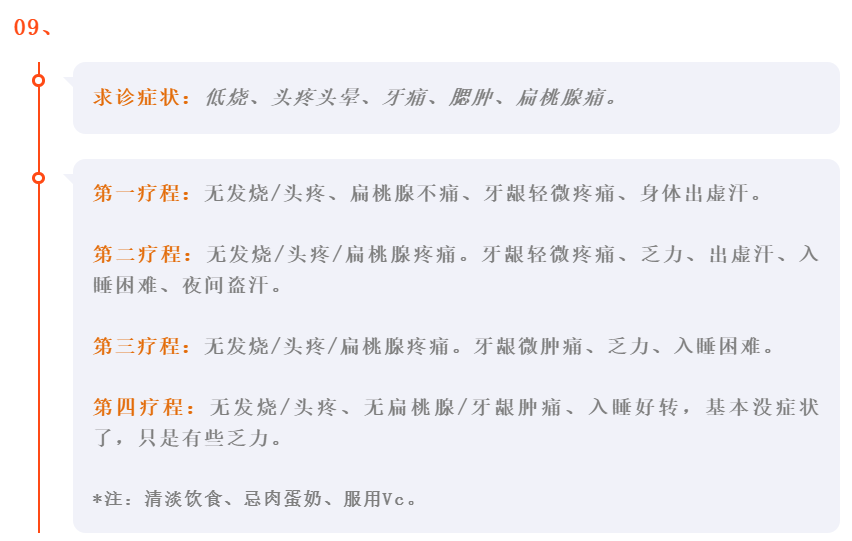 09、
求诊症状：低烧、头疼头晕、牙痛、腮肿、扁桃腺痛。
第一疗程：无发烧/头疼、扁桃腺不痛、牙龈轻微疼痛、身体出虚汗。
第二疗程：无发烧/头疼/扁桃腺疼痛。牙龈轻微疼痛、乏力、出虚汗、入
睡困难、夜间盗汗。
第三疗程：无发烧/头疼/扁桃腺疼痛。牙龈微肿痛、乏力、入睡困难。
第四疗程：无发烧/头疼、无扁桃腺/牙龈肿痛、入睡好转，基本没症状
了，只是有些乏力。
*注：清淡饮食、忌肉蛋奶、服用Vc。